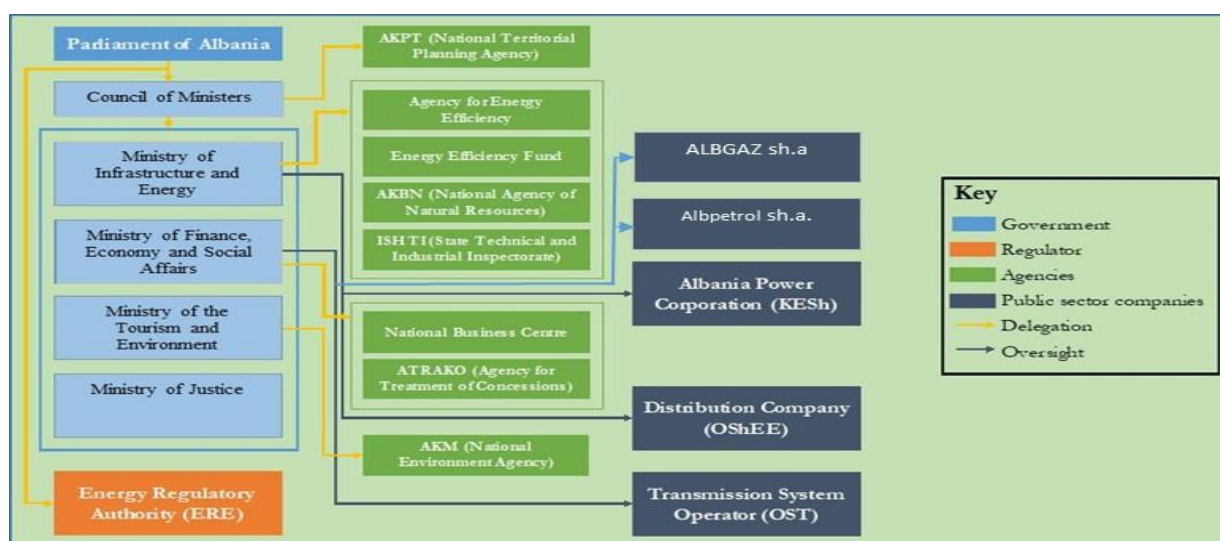 Parliament of Albania
Council of Ministers
Ministry of
Infrastructure and
Energy
Ministry of Finance,
Economy and Social
Affairs
Ministry of the
Tourism and
Environment
Ministry of Justice
Energy Regulatory
Authority (ERE)
AKPT (National Territorial
Planning Agency)
Agency for Energy
Efficiency
Energy Efficiency Fund
AKBN (National Agency of
Natural Resources)
ISHTI (State Technical and
Industrial Inspectorate)
National Business Centre
ATRAKO (Agency for
Treatment of Concessions)
AKM (National
Environment Agency)
ALBGAZ sh.a
Albpetrol sh.a.
Albania Power
Corporation (KESh)
Distribution Company
(OShEE)
Transmission System
Operator (OST)
Key
Government
Regulator
Agencies
Public sector companies
Delegation
Oversight